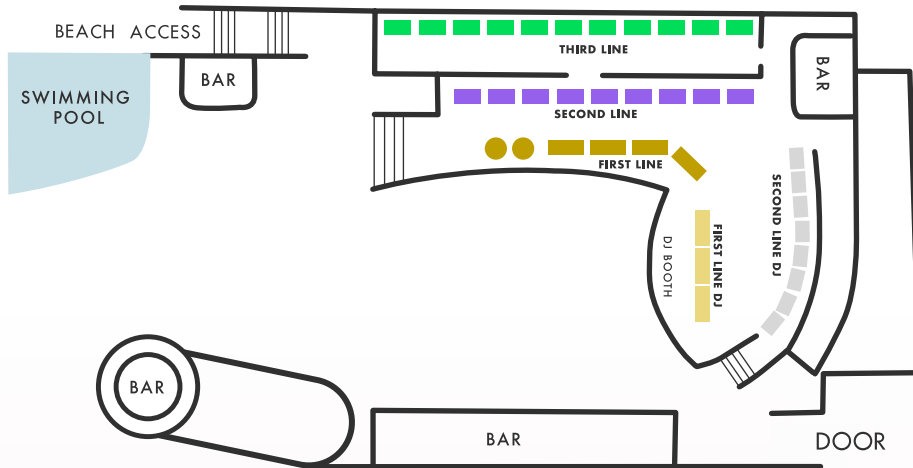 BEACH ACCESS
THIRD LINE
BAR
BAR
SWIMMING
POOL
SECOND LINE
FIRST LINE
SECOND LINE DJ
FIRST LINE DJ
DJ BOOTH
BAR
BAR
DOOR